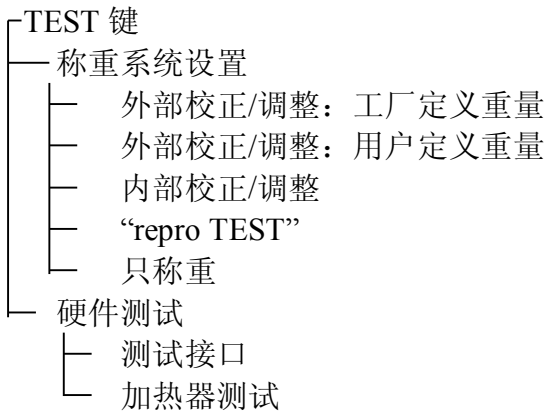 TEST 键
称重系统设置
外部校正/调整：工厂定义重量
外部校正/调整：用户定义重量
内部校正/调整
“repro TEST”
只称重
硬件测试
测试接口
加热器测试